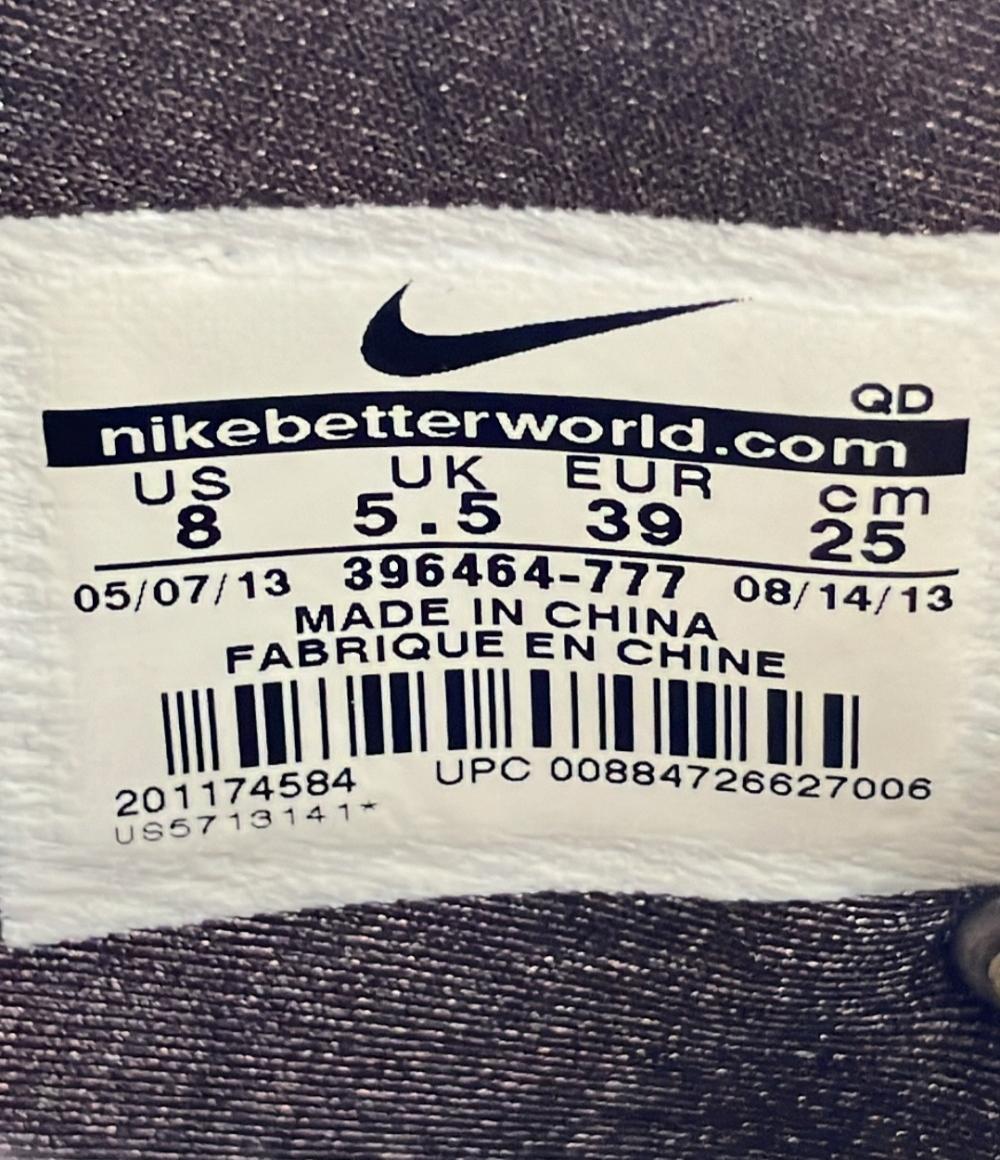 QD
nikebetterworld.com
US UK EUR cm
8 5.5 39 25
05/07/13 396464-777 08/14/13
MADE IN CHINA
FABRIQUE EN CHINE
201174584 UPC 00884726627006
US5713141*